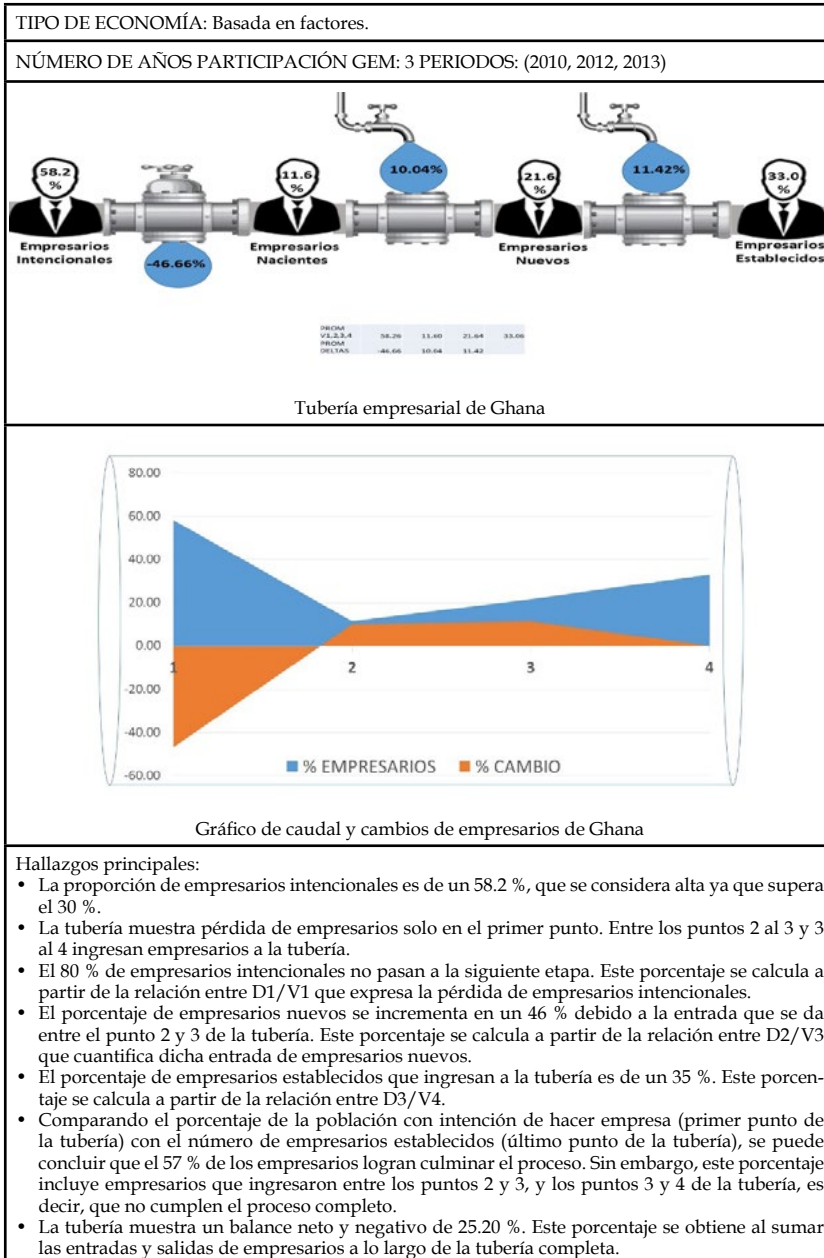 TIPO DE ECONOMÍA: Basada en factores.
NÚMERO DE AÑOS PARTICIPACIÓN GEM: 3 PERIODOS: (2010, 2012, 2013)
58.2
%
11.6
%
10.04%
21.6
%
11.42%
33.0
%
Empresarios
Intencionales
-46.66%
Empresarios
Nacientes
Empresarios
Nuevos
Empresarios
Establecidos
PROM
V1,2,3,4 58.26 11.60 21.64 33.06
PROM
DELTAS -46.66 10.04 11.42
Tubería empresarial de Ghana
80.00
60.00
40.00
20.00
0.00
-20.00
-40.00
-60.00
1 2 3 4
% EMPRESARIOS % CAMBIO
Gráfico de caudal y cambios de empresarios de Ghana
Hallazgos principales:
• La proporción de empresarios intencionales es de un 58.2 %, que se considera alta ya que supera
el 30 %.
• La tubería muestra pérdida de empresarios solo en el primer punto. Entre los puntos 2 al 3 y 3
al 4 ingresan empresarios a la tubería.
• El 80 % de empresarios intencionales no pasan a la siguiente etapa. Este porcentaje se calcula a
partir de la relación entre D1/V1 que expresa la pérdida de empresarios intencionales.
• El porcentaje de empresarios nuevos se incrementa en un 46 % debido a la entrada que se da
entre el punto 2 y 3 de la tubería. Este porcentaje se calcula a partir de la relación entre D2/V3
que cuantifica dicha entrada de empresarios nuevos.
• El porcentaje de empresarios establecidos que ingresan a la tubería es de un 35 %. Este porcen-
taje se calcula a partir de la relación entre D3/V4.
• Comparando el porcentaje de la población con intención de hacer empresa (primer punto de
la tubería) con el número de empresarios establecidos (último punto de la tubería), se puede
concluir que el 57 % de los empresarios logran culminar el proceso. Sin embargo, este porcentaje
incluye empresarios que ingresaron entre los puntos 2 y 3, y los puntos 3 y 4 de la tubería, es
decir, que no cumplen el proceso completo.
• La tubería muestra un balance neto y negativo de 25.20 %. Este porcentaje se obtiene al sumar
las entradas y salidas de empresarios a lo largo de la tubería completa.